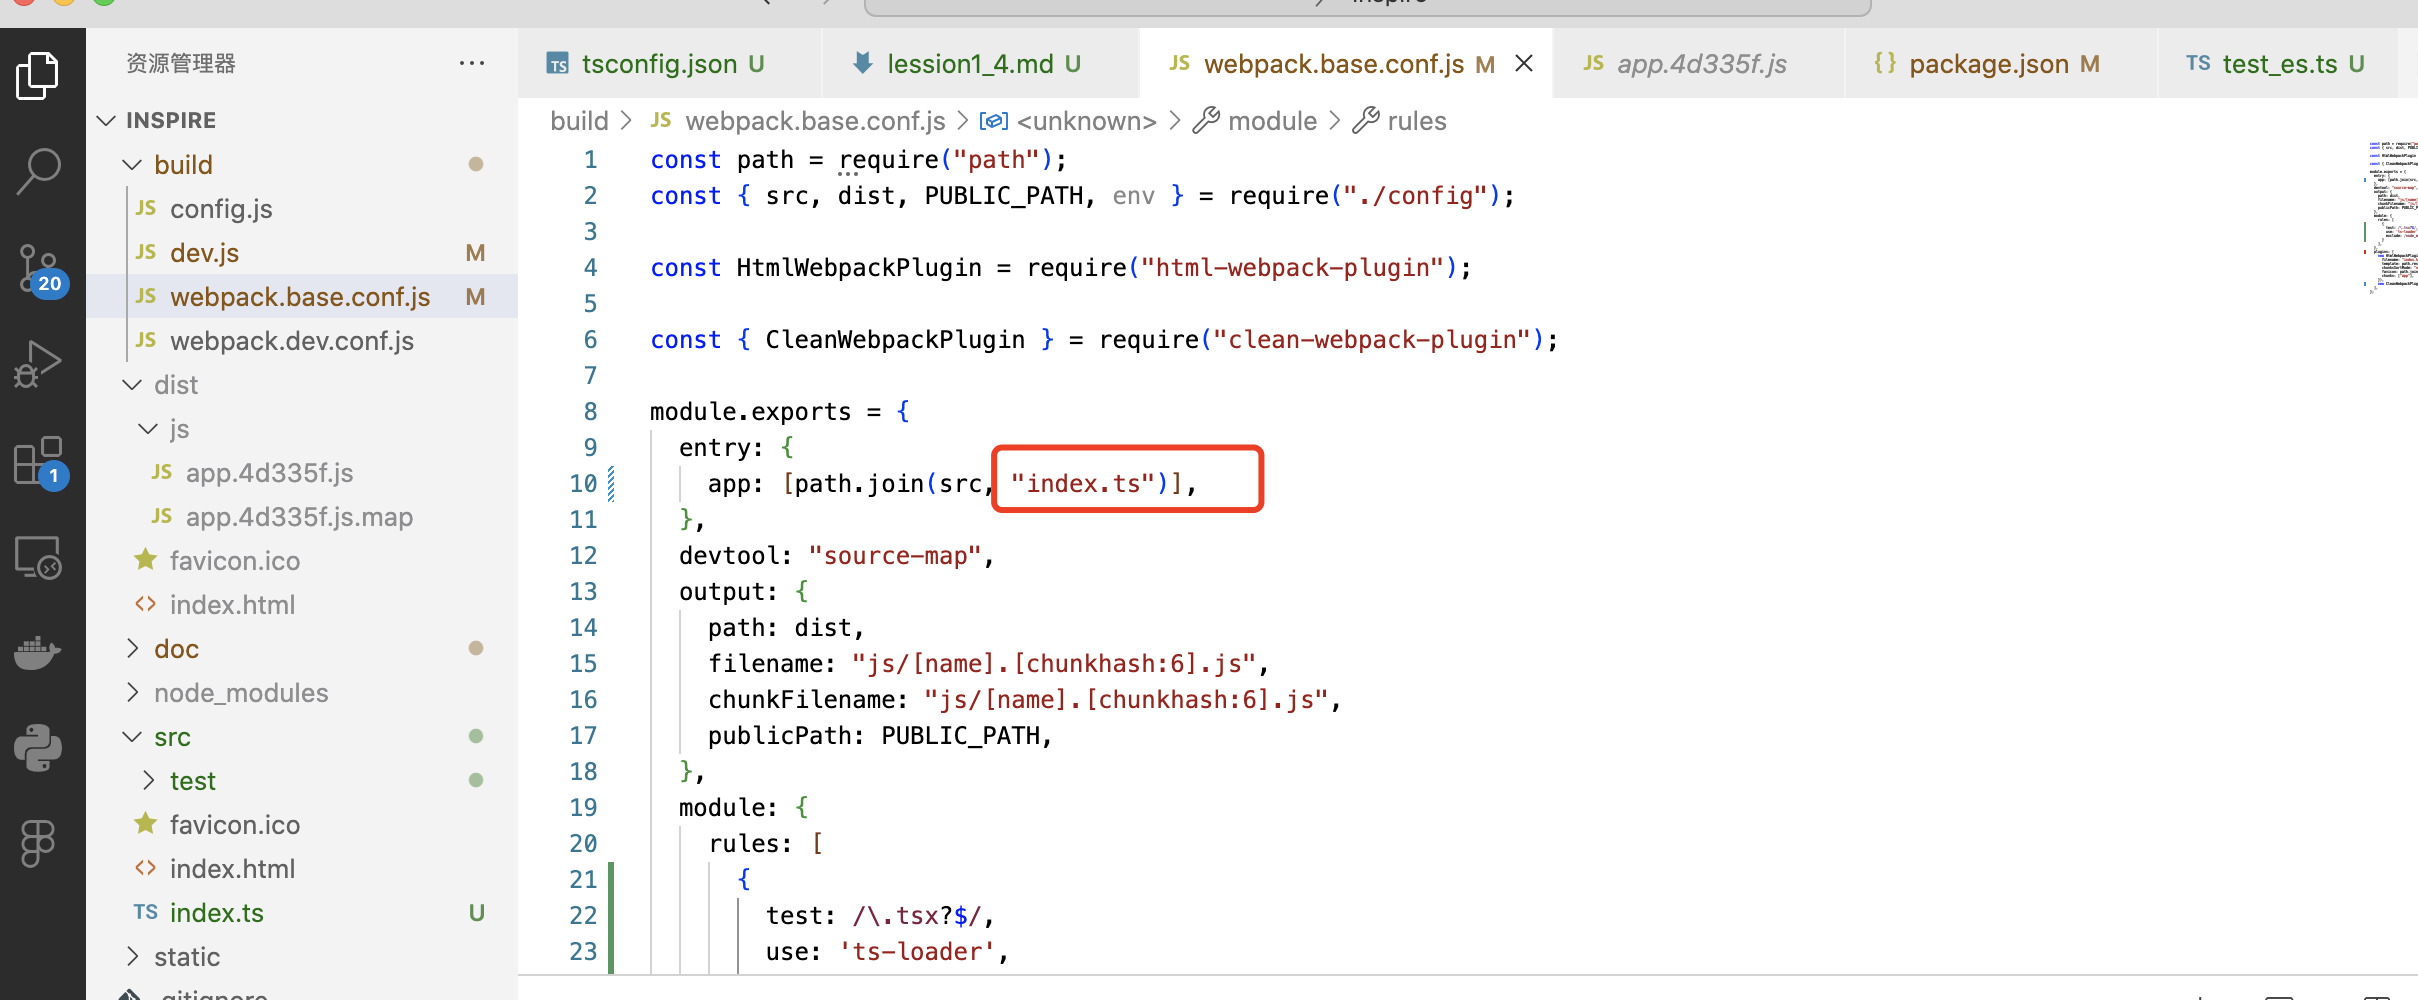 inspire
资源管理器
···
tsconfig.json U
lession1_4.md U
JS webpack.base.conf.js M
JS app.4d335f.js
{} package.json M
TS test_es.ts U
build > JS webpack.base.conf.js > <unknown> > module > rules
INSPIRE
build
JS config.js
JS dev.js M
JS webpack.base.conf.js M
JS webpack.dev.conf.js
dist
js
JS app.4d335f.js
JS app.4d335f.js.map
favicon.ico
<> index.html
doc
node_modules
src
test
favicon.ico
<> index.html
TS index.ts U
static
.gitignore
20
1
1 const path = require("path");
2 const { src, dist, PUBLIC_PATH, env } = require("./config");
3
4 const HtmlWebpackPlugin = require("html-webpack-plugin");
5
6 const { CleanWebpackPlugin } = require("clean-webpack-plugin");
7
8 module.exports = {
9 entry: {
10 app: [path.join(src, "index.ts")],
11 },
12 devtool: "source-map",
13 output: {
14 path: dist,
15 filename: "js/[name].[chunkhash:6].js",
16 chunkFilename: "js/[name].[chunkhash:6].js",
17 publicPath: PUBLIC_PATH,
18 },
19 module: {
20 rules: [
21 {
22 test: /\.tsx?$/,
23 use: 'ts-loader',